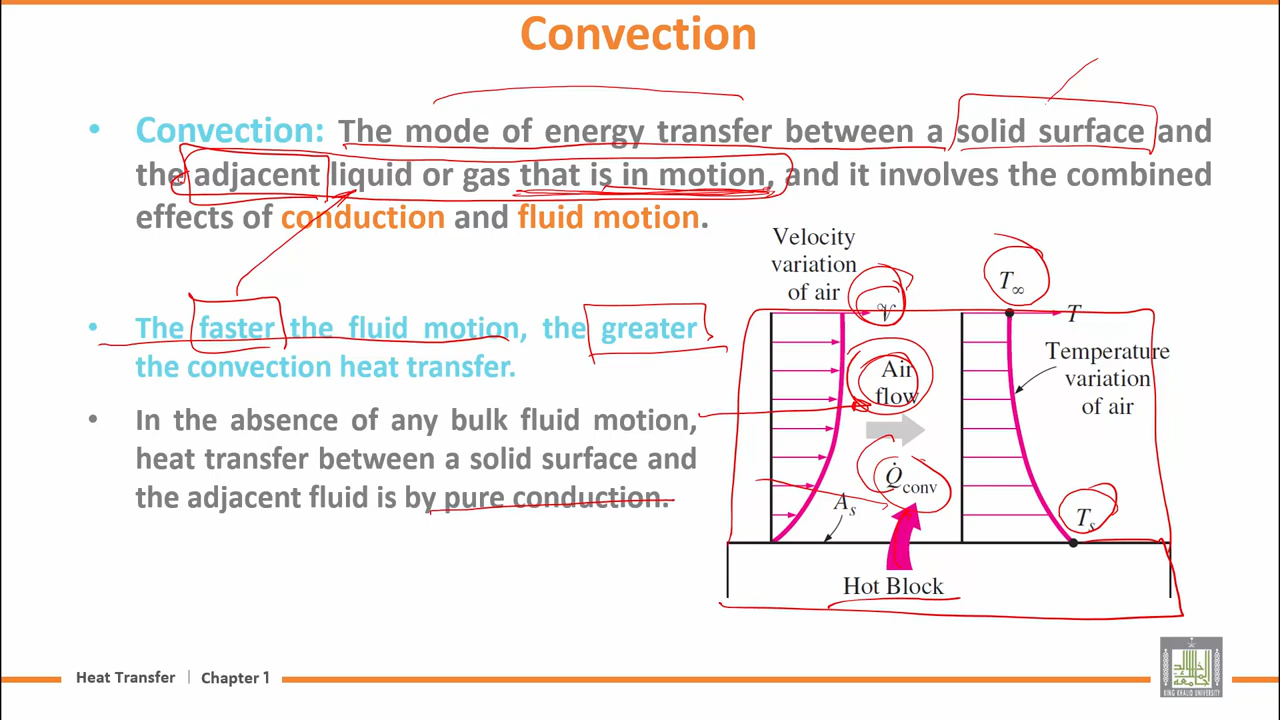 Convection
• Convection: The mode of energy transfer between a solid surface and
the adjacent liquid or gas that is in motion, and it involves the combined
effects of conduction and fluid motion.
• The faster the fluid motion, the greater
the convection heat transfer.
• In the absence of any bulk fluid motion,
heat transfer between a solid surface and
the adjacent fluid is by pure conduction.
Velocity
variation
of air
𝒱
T∞
T
Air
flow
Temperature
variation
of air
Q̇conv
As
Ts
Hot Block
Heat Transfer | Chapter 1
KING KHALID UNIVERSITY